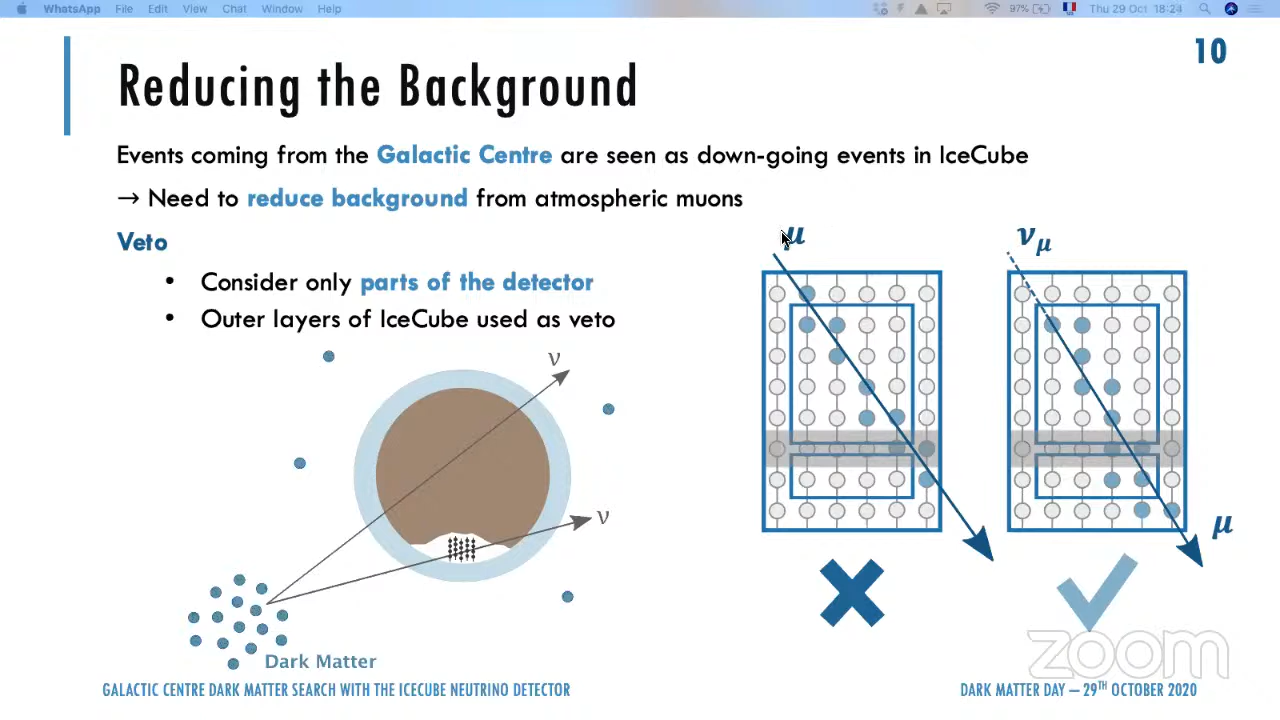 WhatsApp File Edit View Chat Window Help 97% Thu 29 Oct 18:24
10
Reducing the Background
Events coming from the Galactic Centre are seen as down-going events in IceCube
→ Need to reduce background from atmospheric muons
Veto
• Consider only parts of the detector
• Outer layers of IceCube used as veto
μ
νμ
ν
ν
μ
Dark Matter
zoom
GALACTIC CENTRE DARK MATTER SEARCH WITH THE ICECUBE NEUTRINO DETECTOR
DARK MATTER DAY – 29TH OCTOBER 2020